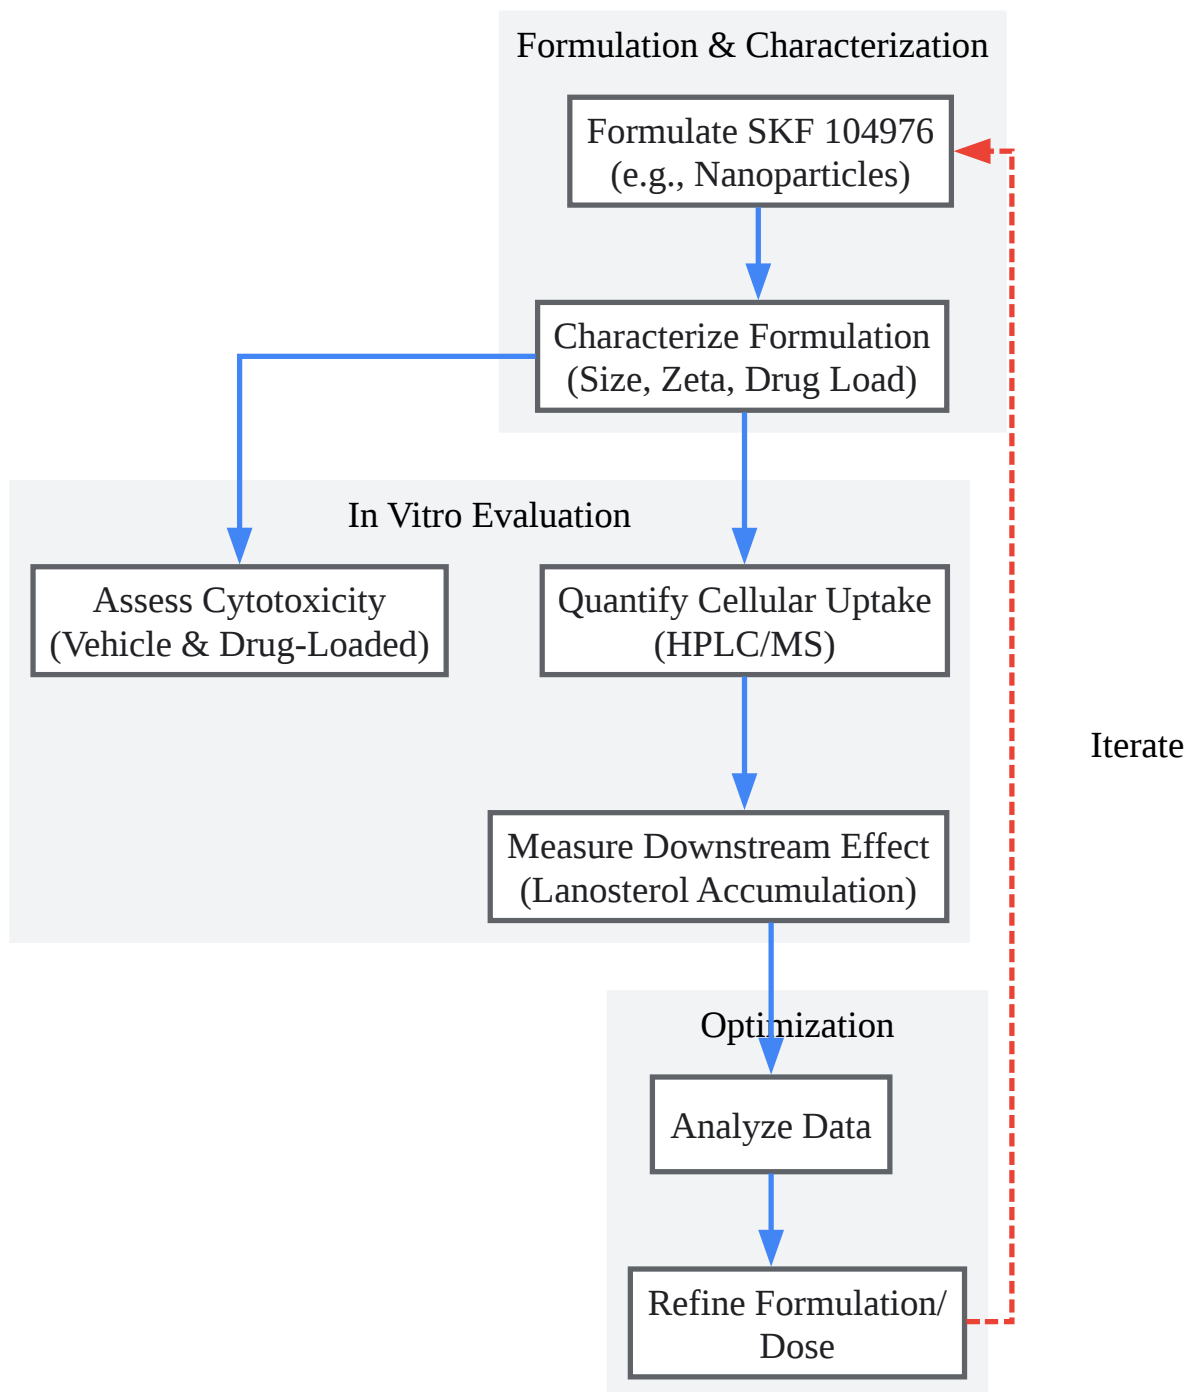 Formulation & Characterization
Formulate SKF 104976
(e.g., Nanoparticles)
Characterize Formulation
(Size, Zeta, Drug Load)
In Vitro Evaluation
Assess Cytotoxicity
(Vehicle & Drug-Loaded)
Quantify Cellular Uptake
(HPLC/MS)
Iterate
Measure Downstream Effect
(Lanosterol Accumulation)
Optimization
Analyze Data
Refine Formulation/
Dose